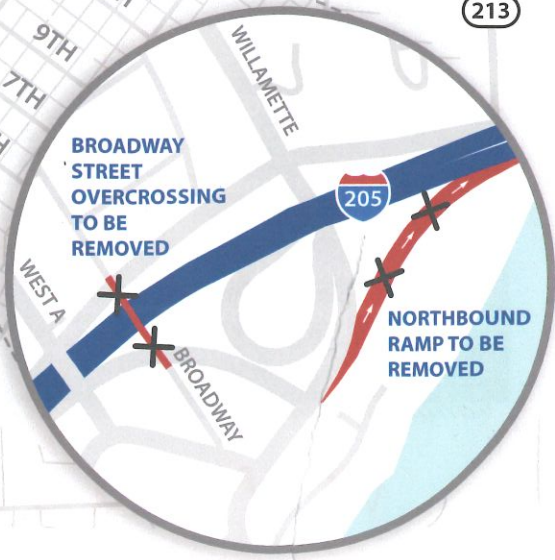 213
9TH
7TH
WILLAMETTE
BROADWAY
STREET
OVERCROSSING
TO BE
REMOVED
205
WEST A
BROADWAY
NORTHBOUND
RAMP TO BE
REMOVED